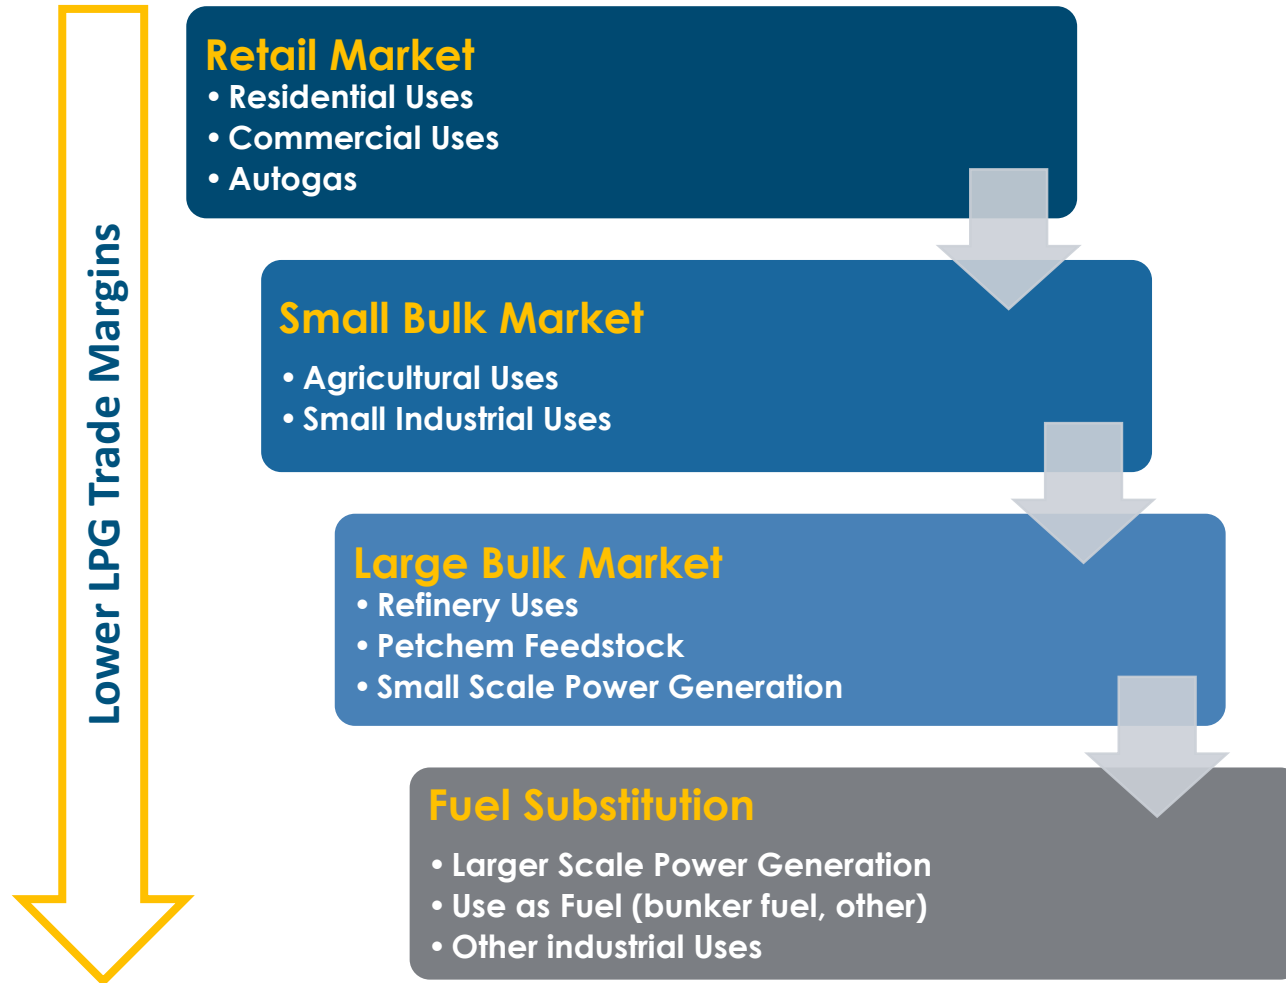 Lower LPG Trade Margins
Retail Market
• Residential Uses
• Commercial Uses
• Autogas
Small Bulk Market
• Agricultural Uses
• Small Industrial Uses
Large Bulk Market
• Refinery Uses
• Petchem Feedstock
• Small Scale Power Generation
Fuel Substitution
• Larger Scale Power Generation
• Use as Fuel (bunker fuel, other)
• Other industrial Uses